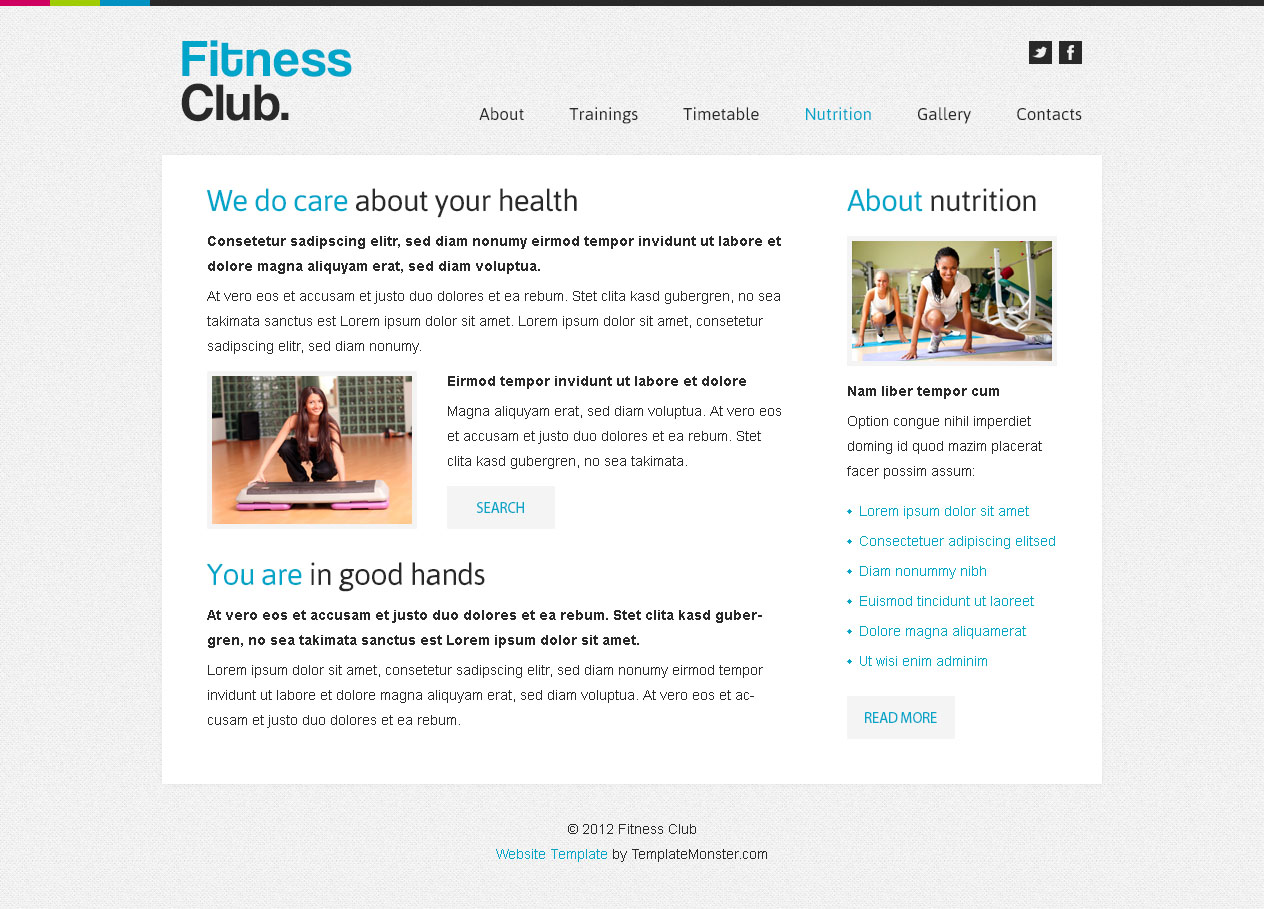 Fitness
Club.
About Trainings Timetable Nutrition Gallery Contacts
We do care about your health
Consetetur sadipscing elitr, sed diam nonumy eirmod tempor invidunt ut labore et
dolore magna aliquyam erat, sed diam voluptua.
At vero eos et accusam et justo duo dolores et ea rebum. Stet clita kasd gubergren, no sea
takimata sanctus est Lorem ipsum dolor sit amet. Lorem ipsum dolor sit amet, consetetur
sadipscing elitr, sed diam nonumy.
Eirmod tempor invidunt ut labore et dolore
Magna aliquyam erat, sed diam voluptua. At vero eos
et accusam et justo duo dolores et ea rebum. Stet
clita kasd gubergren, no sea takimata.
SEARCH
You are in good hands
At vero eos et accusam et justo duo dolores et ea rebum. Stet clita kasd guber-
gren, no sea takimata sanctus est Lorem ipsum dolor sit amet.
Lorem ipsum dolor sit amet, consetetur sadipscing elitr, sed diam nonumy eirmod tempor
invidunt ut labore et dolore magna aliquyam erat, sed diam voluptua. At vero eos et ac-
cusam et justo duo dolores et ea rebum.
About nutrition
Nam liber tempor cum
Option congue nihil imperdiet
doming id quod mazim placerat
facer possim assum:
Lorem ipsum dolor sit amet
Consectetuer adipiscing elitsed
Diam nonummy nibh
Euismod tincidunt ut laoreet
Dolore magna aliquamerat
Ut wisi enim adminim
READ MORE
© 2012 Fitness Club
Website Template by TemplateMonster.com